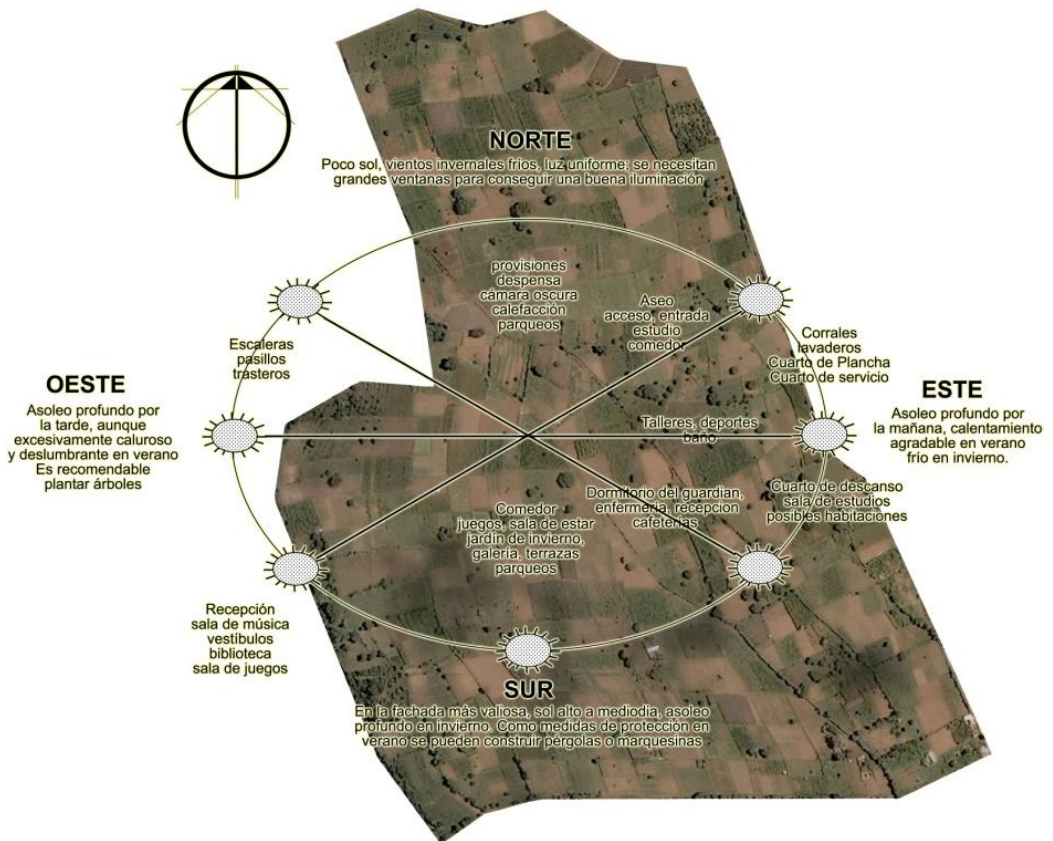 NORTE
Poco sol, vientos invernales fríos, luz uniforme; se necesitan
grandes ventanas para conseguir una buena iluminación
provisiones
despensa
cámara oscura
calefacción
parqueos
Aseo
acceso, entrada
estudio
comedor
Escaleras
pasillos
trasteros
Corrales
lavaderos
Cuarto de Plancha
Cuarto de servicio
OESTE
Asoleo profundo por
la tarde, aunque
excesivamente caluroso
y deslumbrante en verano
Es recomendable
plantar árboles
ESTE
Asoleo profundo por
la mañana, calentamiento
agradable en verano
frío en invierno.
Talleres, deportes
baño
Cuarto de descanso
sala de estudios
posibles habitaciones
Dormitorio del guardian,
enfermería, recepcion
cafeterias
Comedor
juegos, sala de estar
jardín de invierno,
galería, terrazas
parqueos
Recepción
sala de música
vestíbulos
biblioteca
sala de juegos
SUR
En la fachada más valiosa, sol alto a mediodia, asoleo
profundo en invierno. Como medidas de protección en
verano se pueden construir pérgolas o marquesinas